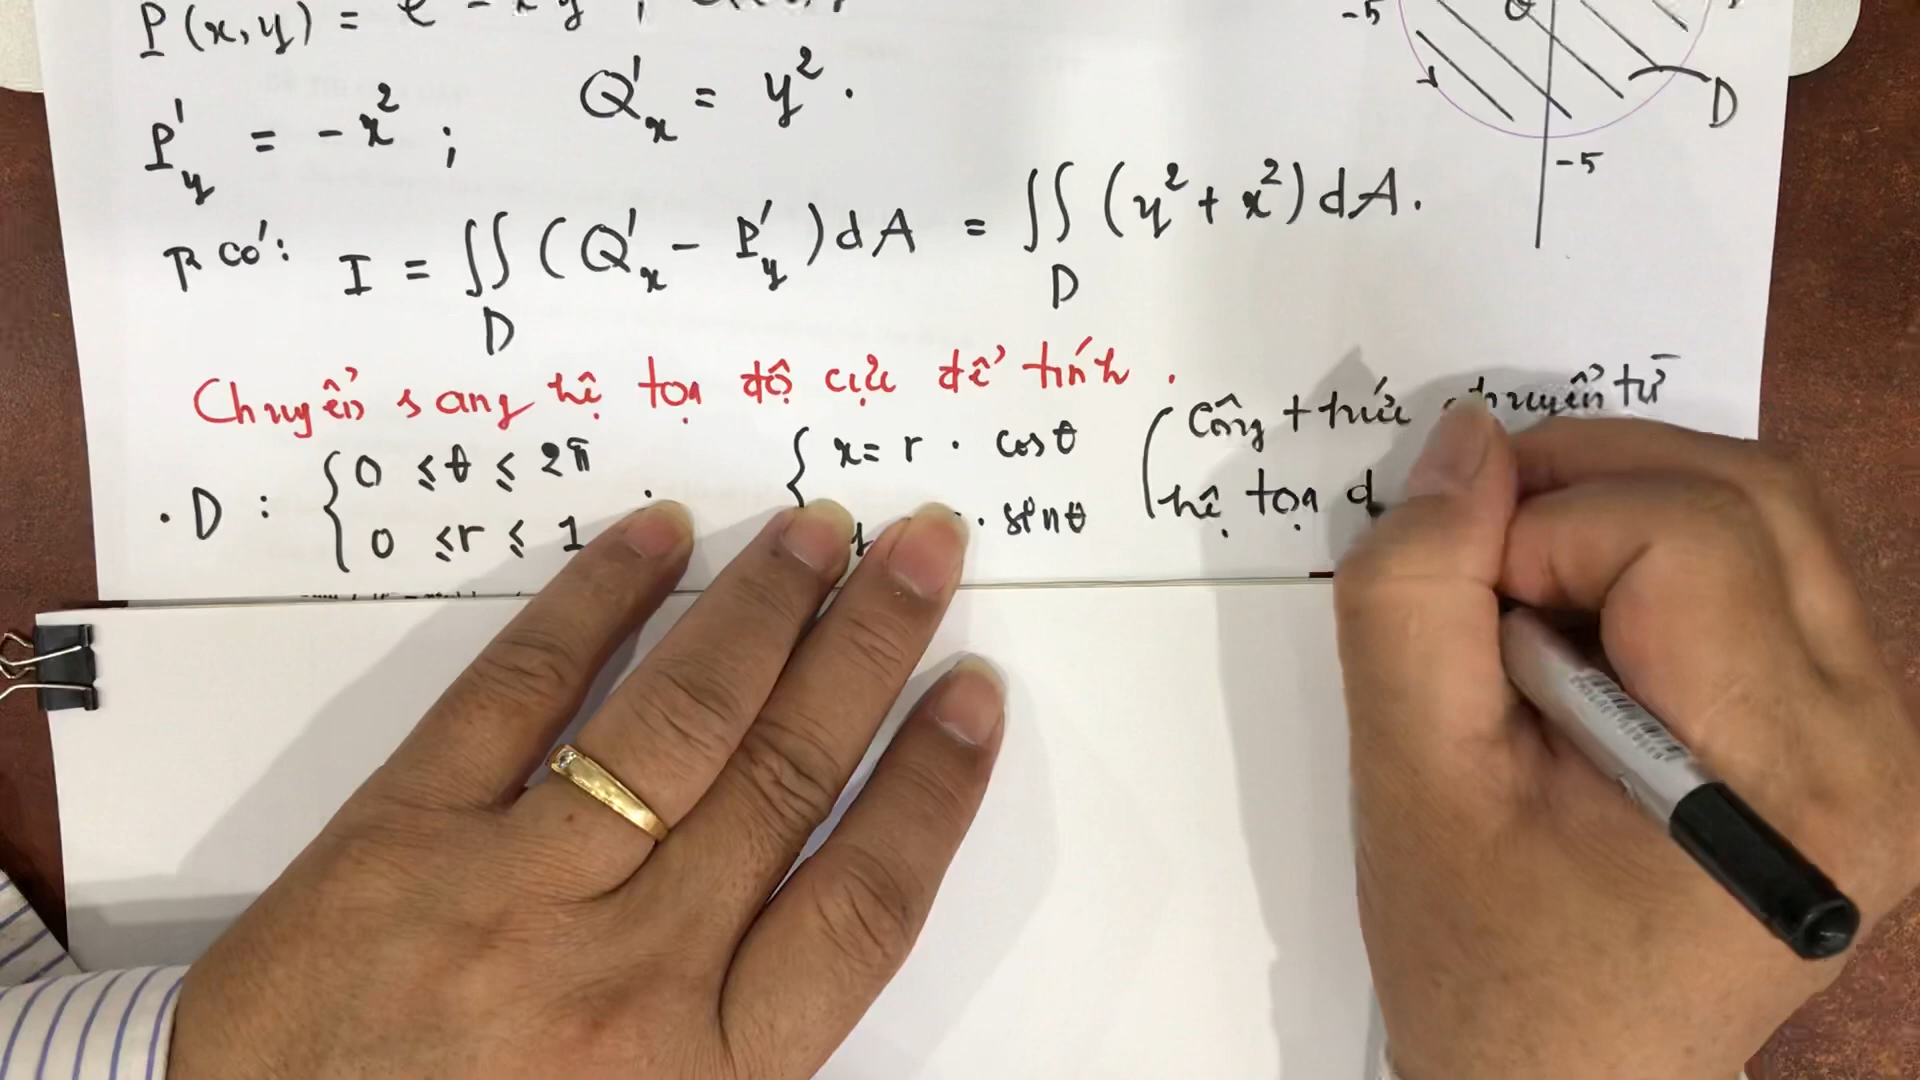 P(x,y) = e
-5
P'y = -x² ; Q'x = y² .
D
-5
có: I = ∬D (Q'x - P'y) dA = ∬D (y² + x²) dA .
Chuyển sang hệ tọa độ cực để tính .
. D : { 0 ≤ θ ≤ 2π { x = r . cosθ ( Công thức chuyển từ
0 ≤ r ≤ 1 . sinθ hệ tọa đ